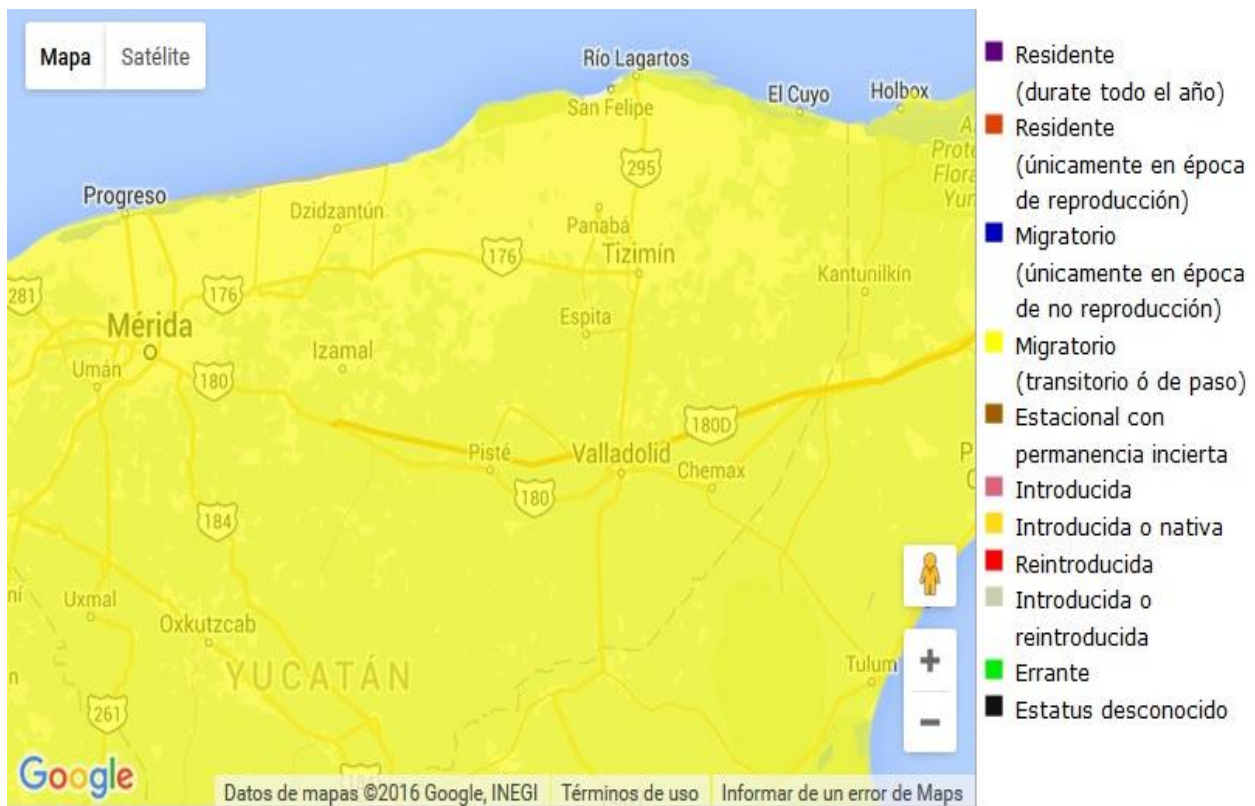 Mapa
Satélite
Río Lagartos
San Felipe
El Cuyo
Holbox
295
Progreso
Dzidzantún
Panabá
Tizimín
176
Kantunilkín
281
176
Mérida
Espita
Izamal
Umán
180
180D
Pisté
Valladolid
Chemax
180
184
Uxmal
Oxkutzcab
YUCATÁN
Tulum
261
Google
Datos de mapas ©2016 Google, INEGI
Términos de uso
Informar de un error de Maps
Residente
(durate todo el año)
Residente
(únicamente en época
de reproducción)
Migratorio
(únicamente en época
de no reproducción)
Migratorio
(transitorio ó de paso)
Estacional con
permanencia incierta
Introducida
Introducida o nativa
Reintroducida
Introducida o
reintroducida
Errante
Estatus desconocido